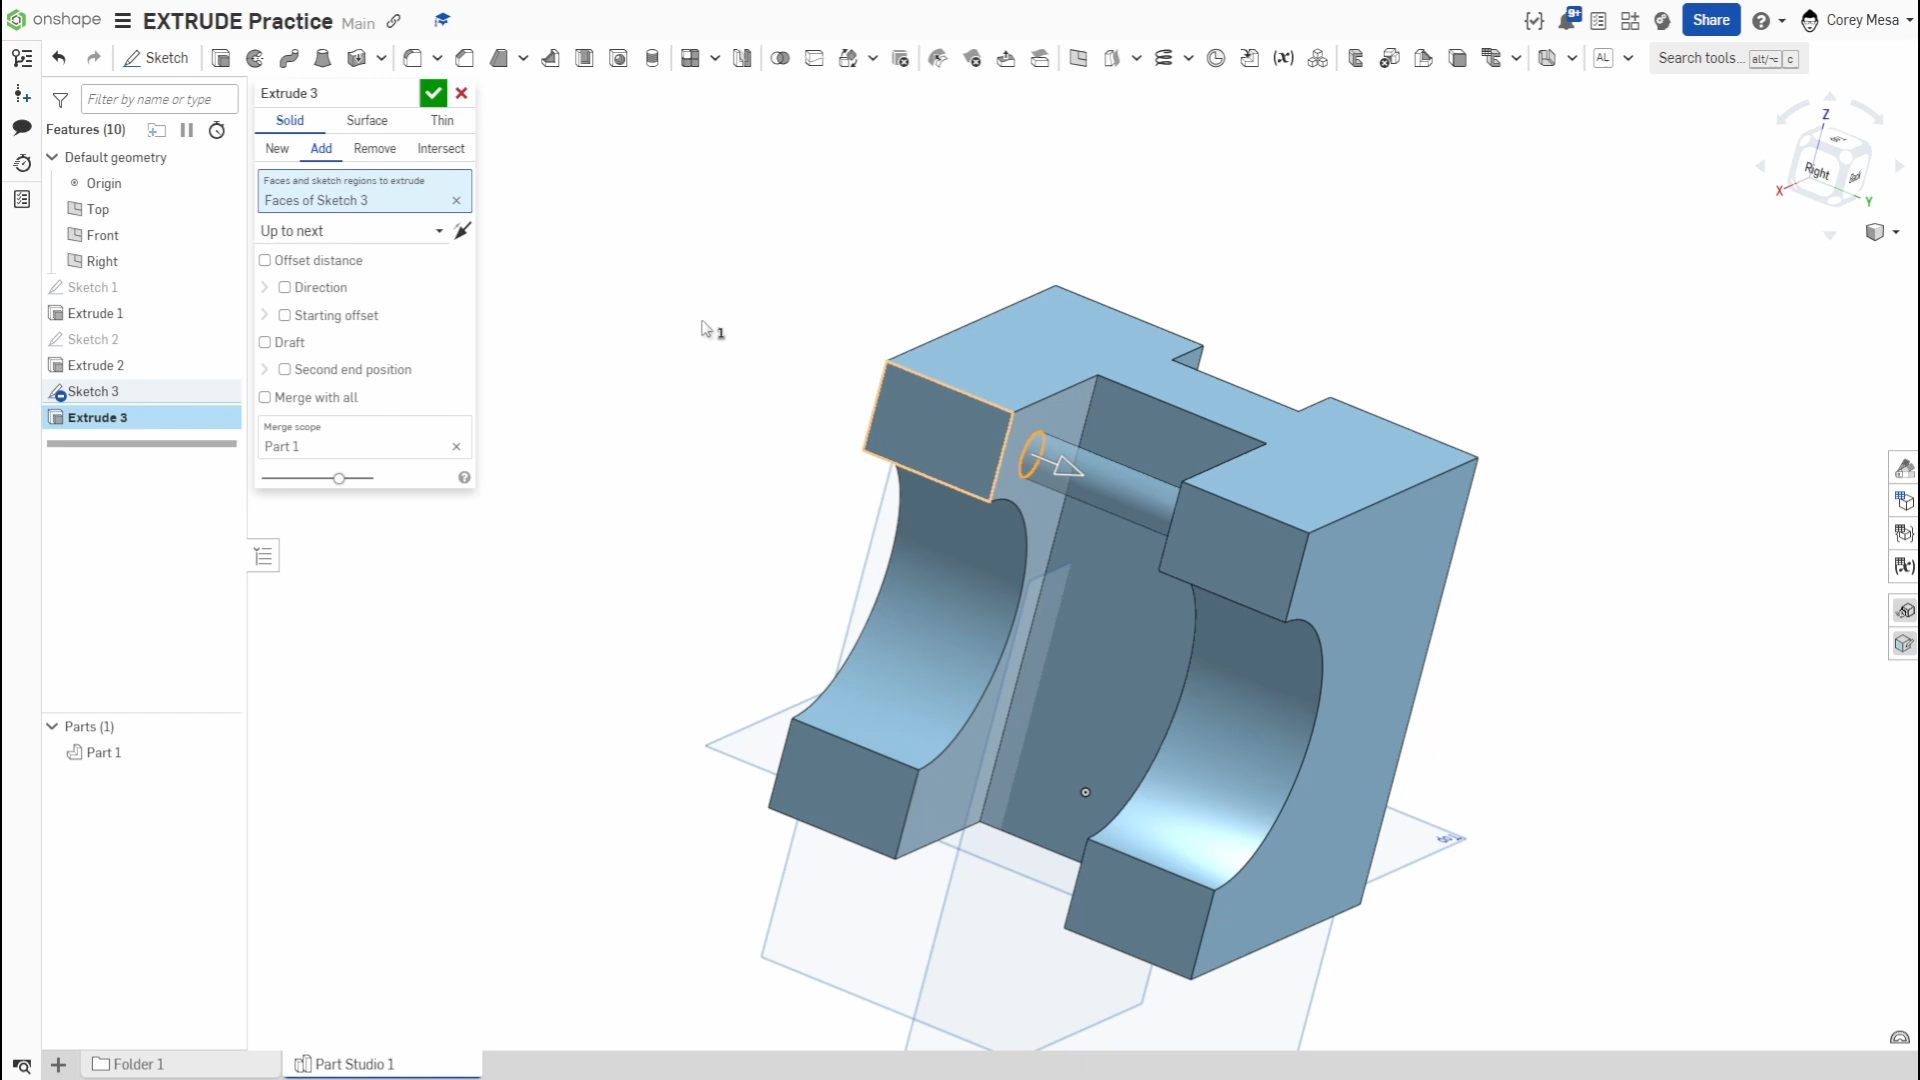 onshape EXTRUDE Practice Main
9+ Share Corey Mesa
Sketch
AL
Search tools... alt/⌥ c
Filter by name or type
Features (10)
Default geometry
Origin
Top
Front
Right
Sketch 1
Extrude 1
Sketch 2
Extrude 2
Sketch 3
Extrude 3
Parts (1)
Part 1
Extrude 3
Solid Surface Thin
New Add Remove Intersect
Faces and sketch regions to extrude
Faces of Sketch 3
Up to next
Offset distance
Direction
Starting offset
Draft
Second end position
Merge with all
Merge scope
Part 1
1
Z
Right
Back
X
Y
Folder 1
Part Studio 1